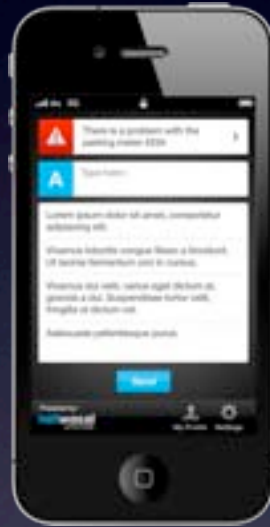 3G
There is a problem with the
parking meter
A
Type here
Lorem ipsum dolor sit amet, consectetur
adipiscing elit.
Vivamus lobortis congue libero a tincidunt.
Ut lacinia fermentum orci in cursus.
Vivamus dui velit, varius eget dictum at,
gravida a dui. Suspendisse tortor velit,
fringilla at dictum vel.
malesuada pellentesque purus
Send
Powered by
My Profile Settings